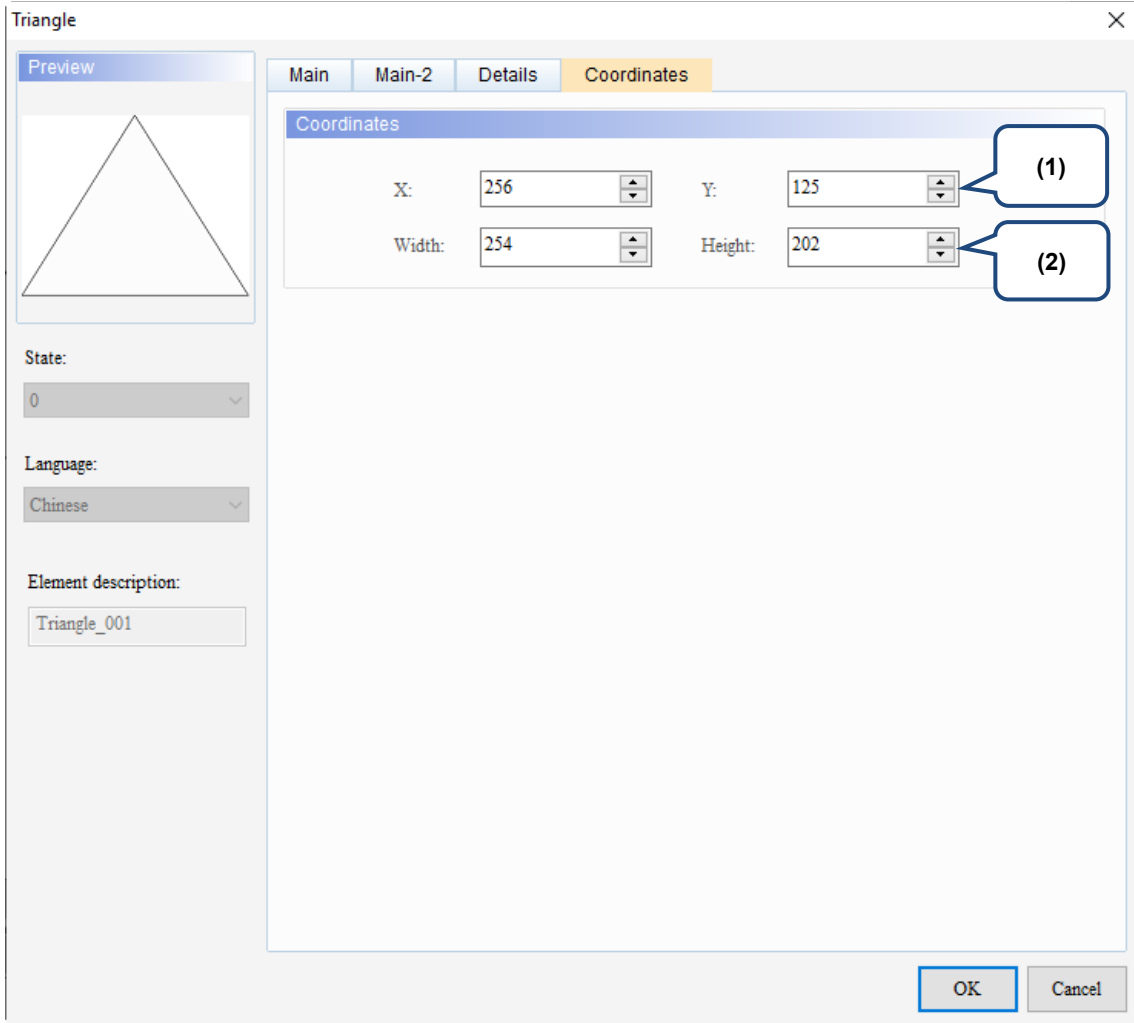 Triangle
Preview
Main Main-2 Details Coordinates
Coordinates
X: 256 Y: 125
(1)
Width: 254 Height: 202
(2)
State:
0
Language:
Chinese
Element description:
Triangle_001
OK Cancel